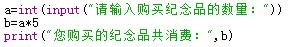 a=int(input("请输入购买纪念品的数量："))
b=a*5
print("您购买的纪念品共消费：",b)